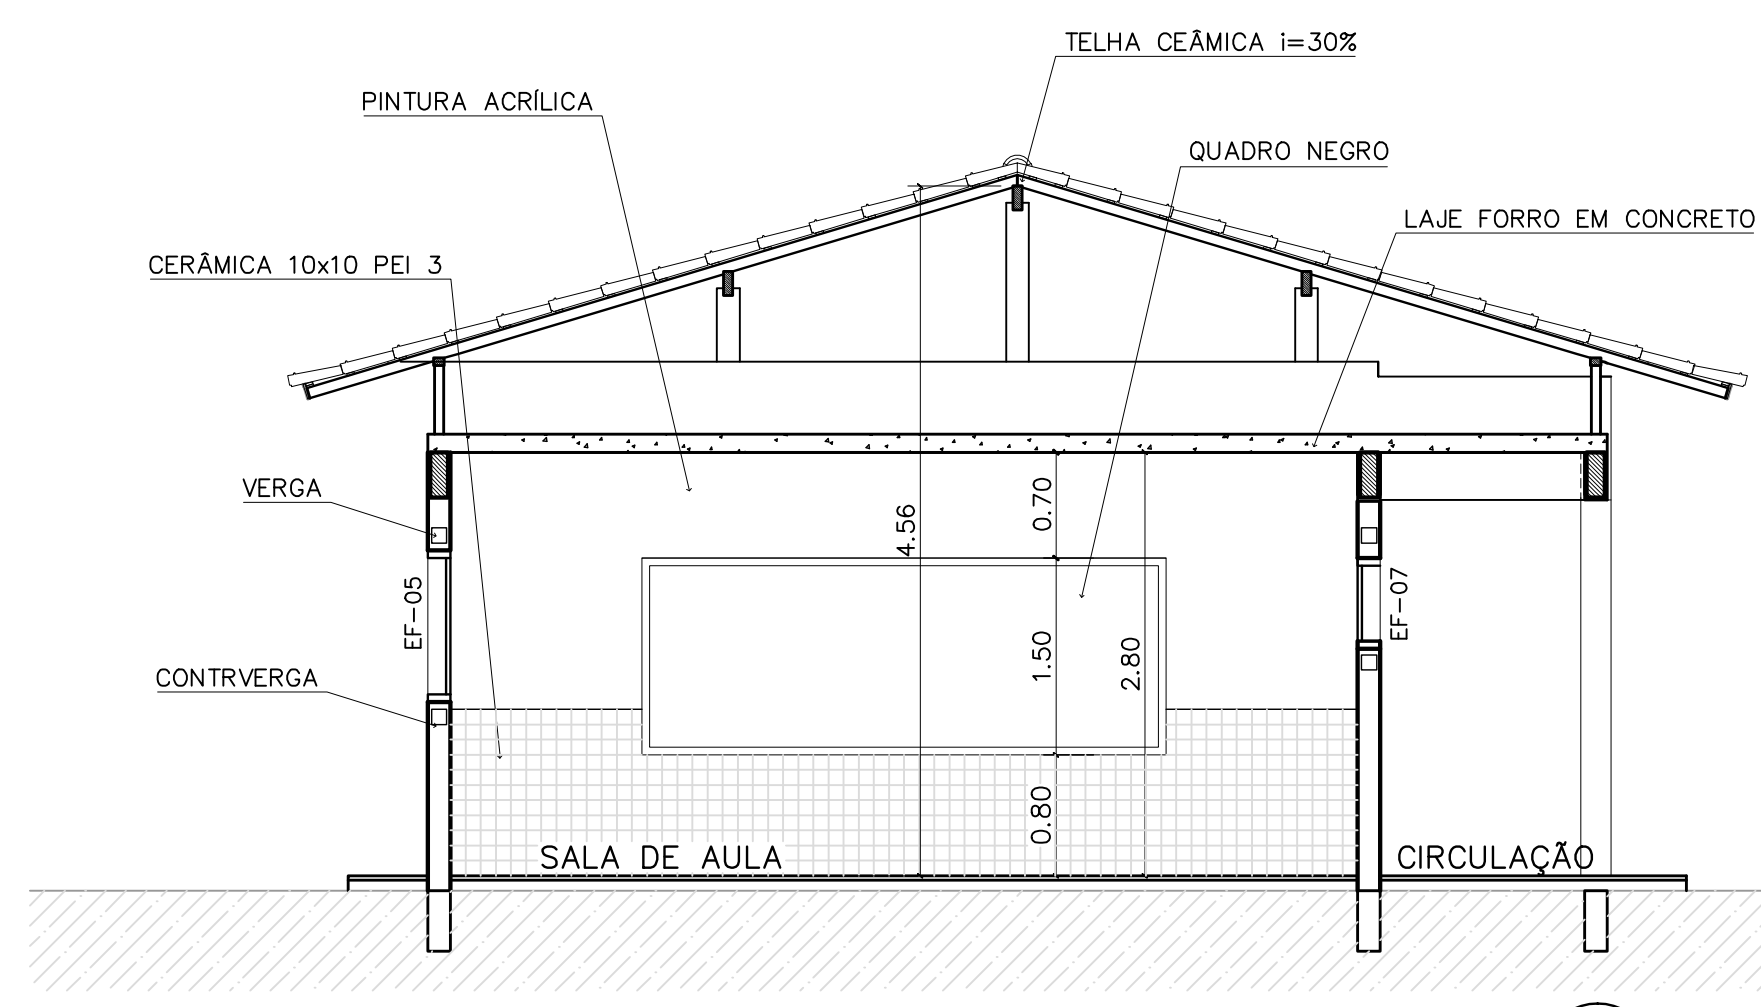 TELHA CEÂMICA i=30%
PINTURA ACRÍLICA
QUADRO NEGRO
LAJE FORRO EM CONCRETO
CERÂMICA 10x10 PEI 3
VERGA
4.56
0.70
EF-05
EF-07
1.50
2.80
CONTRVERGA
0.80
SALA DE AULA
CIRCULAÇÃO